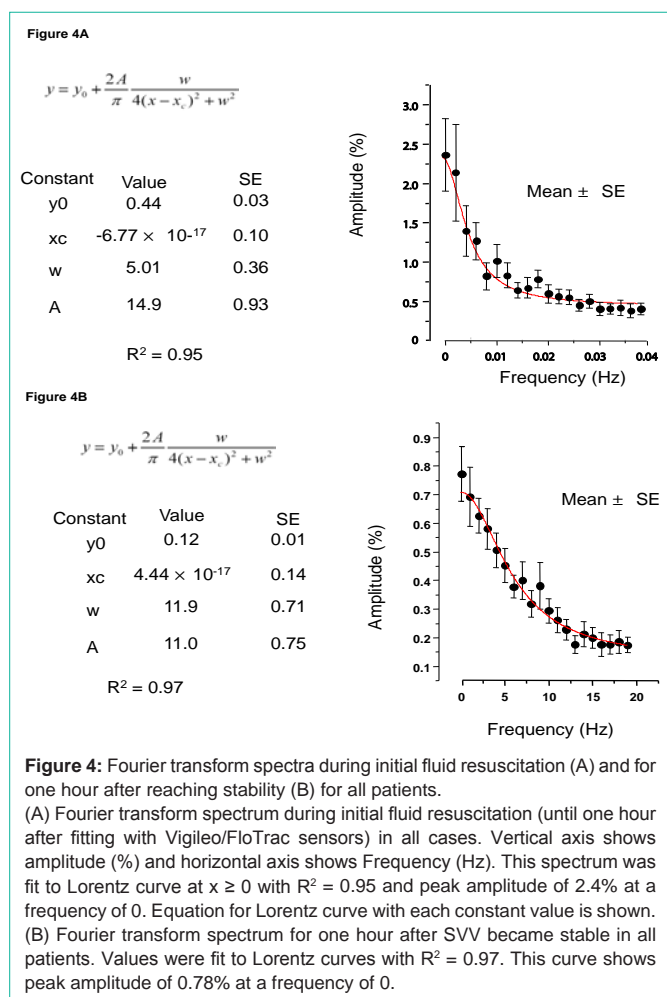 Figure 4A
y = y₀ + 2A/π w/4(x−x꜀)² + w²
Constant Value SE
y0 0.44 0.03
xc -6.77 × 10⁻¹⁷ 0.10
w 5.01 0.36
A 14.9 0.93
R² = 0.95
Amplitude (%)
3.0
2.5
2.0
1.5
1.0
0.5
0
Mean ± SE
0 0.01 0.02 0.03 0.04
Frequency (Hz)
Figure 4B
y = y₀ + 2A/π w/4(x−x꜀)² + w²
Constant Value SE
y0 0.12 0.01
xc 4.44 × 10⁻¹⁷ 0.14
w 11.9 0.71
A 11.0 0.75
R² = 0.97
Amplitude (%)
0.9
0.8
0.7
0.6
0.5
0.4
0.3
0.2
0.1
Mean ± SE
0 5 10 15 20
Frequency (Hz)
Figure 4: Fourier transform spectra during initial fluid resuscitation (A) and for
one hour after reaching stability (B) for all patients.
(A) Fourier transform spectrum during initial fluid resuscitation (until one hour
after fitting with Vigileo/FloTrac sensors) in all cases. Vertical axis shows
amplitude (%) and horizontal axis shows Frequency (Hz). This spectrum was
fit to Lorentz curve at x ≥ 0 with R² = 0.95 and peak amplitude of 2.4% at a
frequency of 0. Equation for Lorentz curve with each constant value is shown.
(B) Fourier transform spectrum for one hour after SVV became stable in all
patients. Values were fit to Lorentz curves with R² = 0.97. This curve shows
peak amplitude of 0.78% at a frequency of 0.